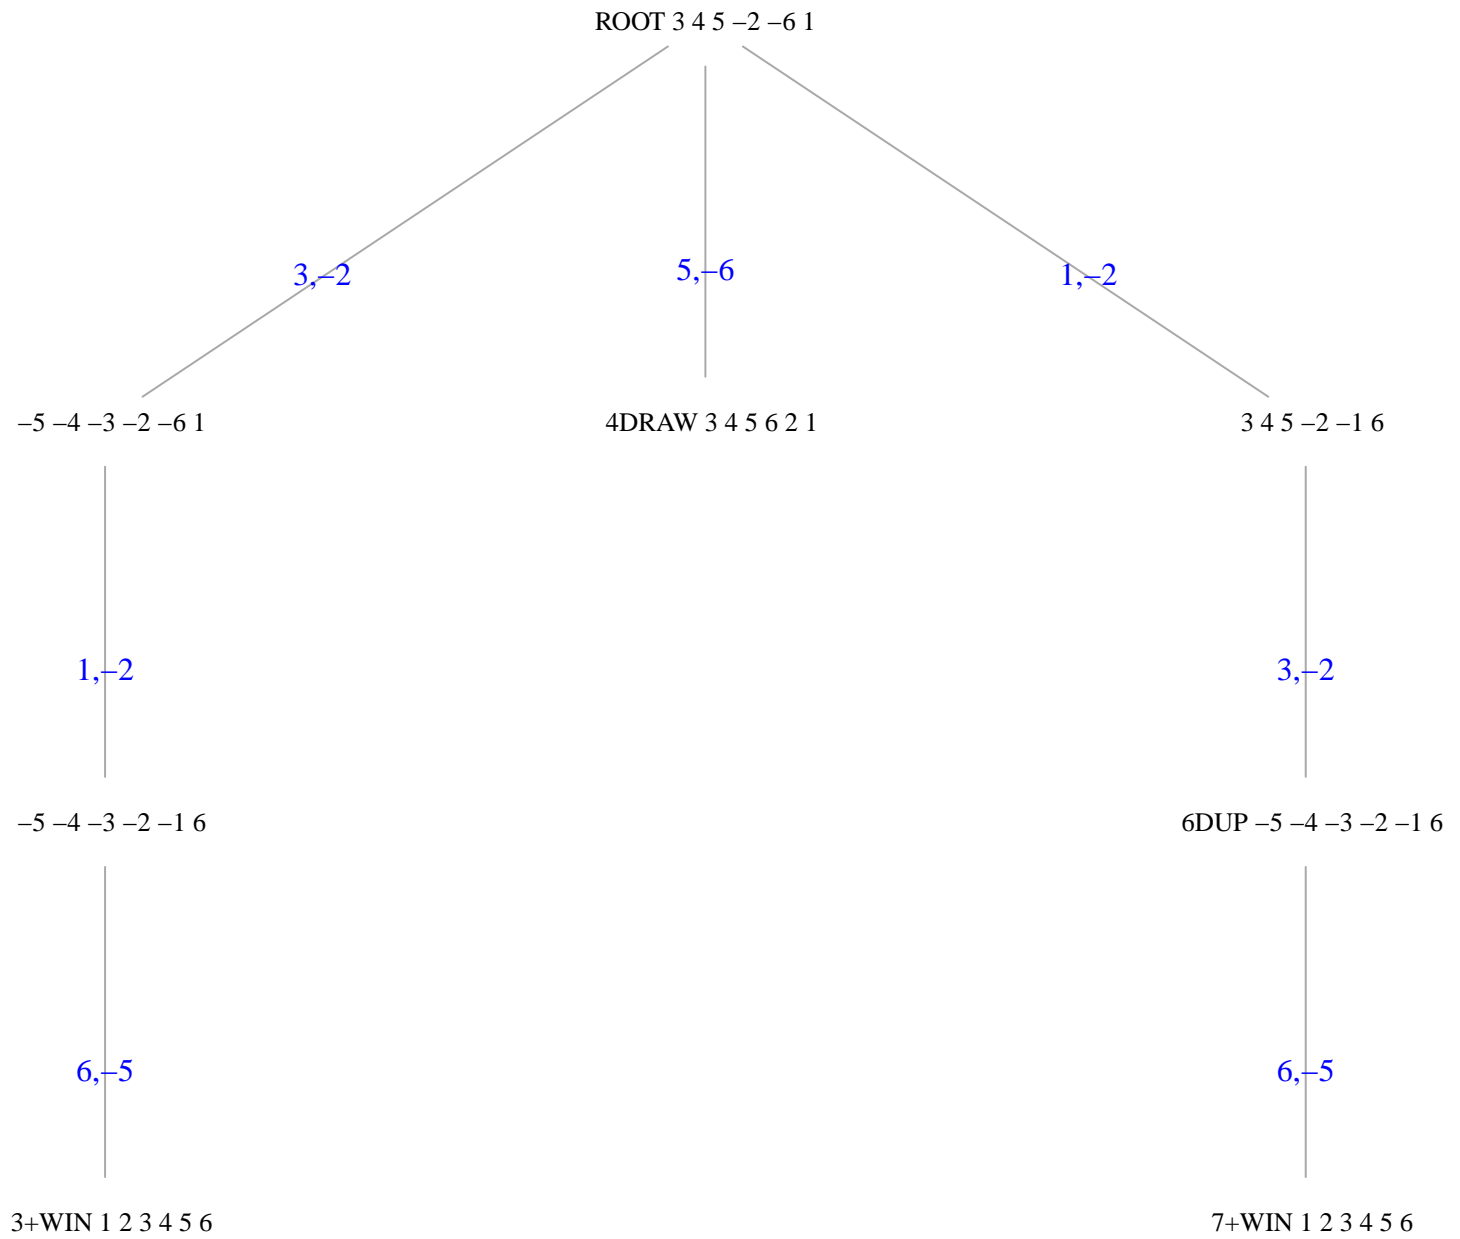 ROOT 3 4 5 –2 –6 1
3,–2
5,–6
1,–2
–5 –4 –3 –2 –6 1
4DRAW 3 4 5 6 2 1
3 4 5 –2 –1 6
1,–2
3,–2
–5 –4 –3 –2 –1 6
6DUP –5 –4 –3 –2 –1 6
6,–5
6,–5
3+WIN 1 2 3 4 5 6
7+WIN 1 2 3 4 5 6